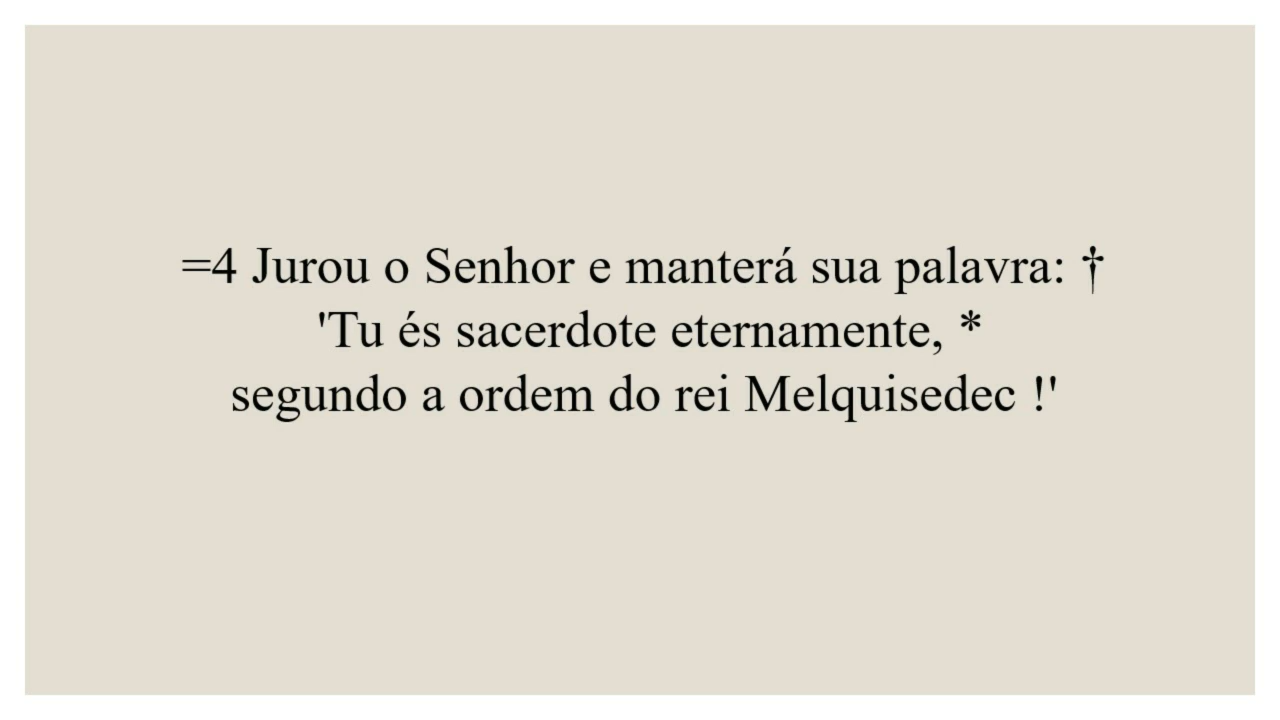 =4 Jurou o Senhor e manterá sua palavra: †
'Tu és sacerdote eternamente, *
segundo a ordem do rei Melquisedec !'